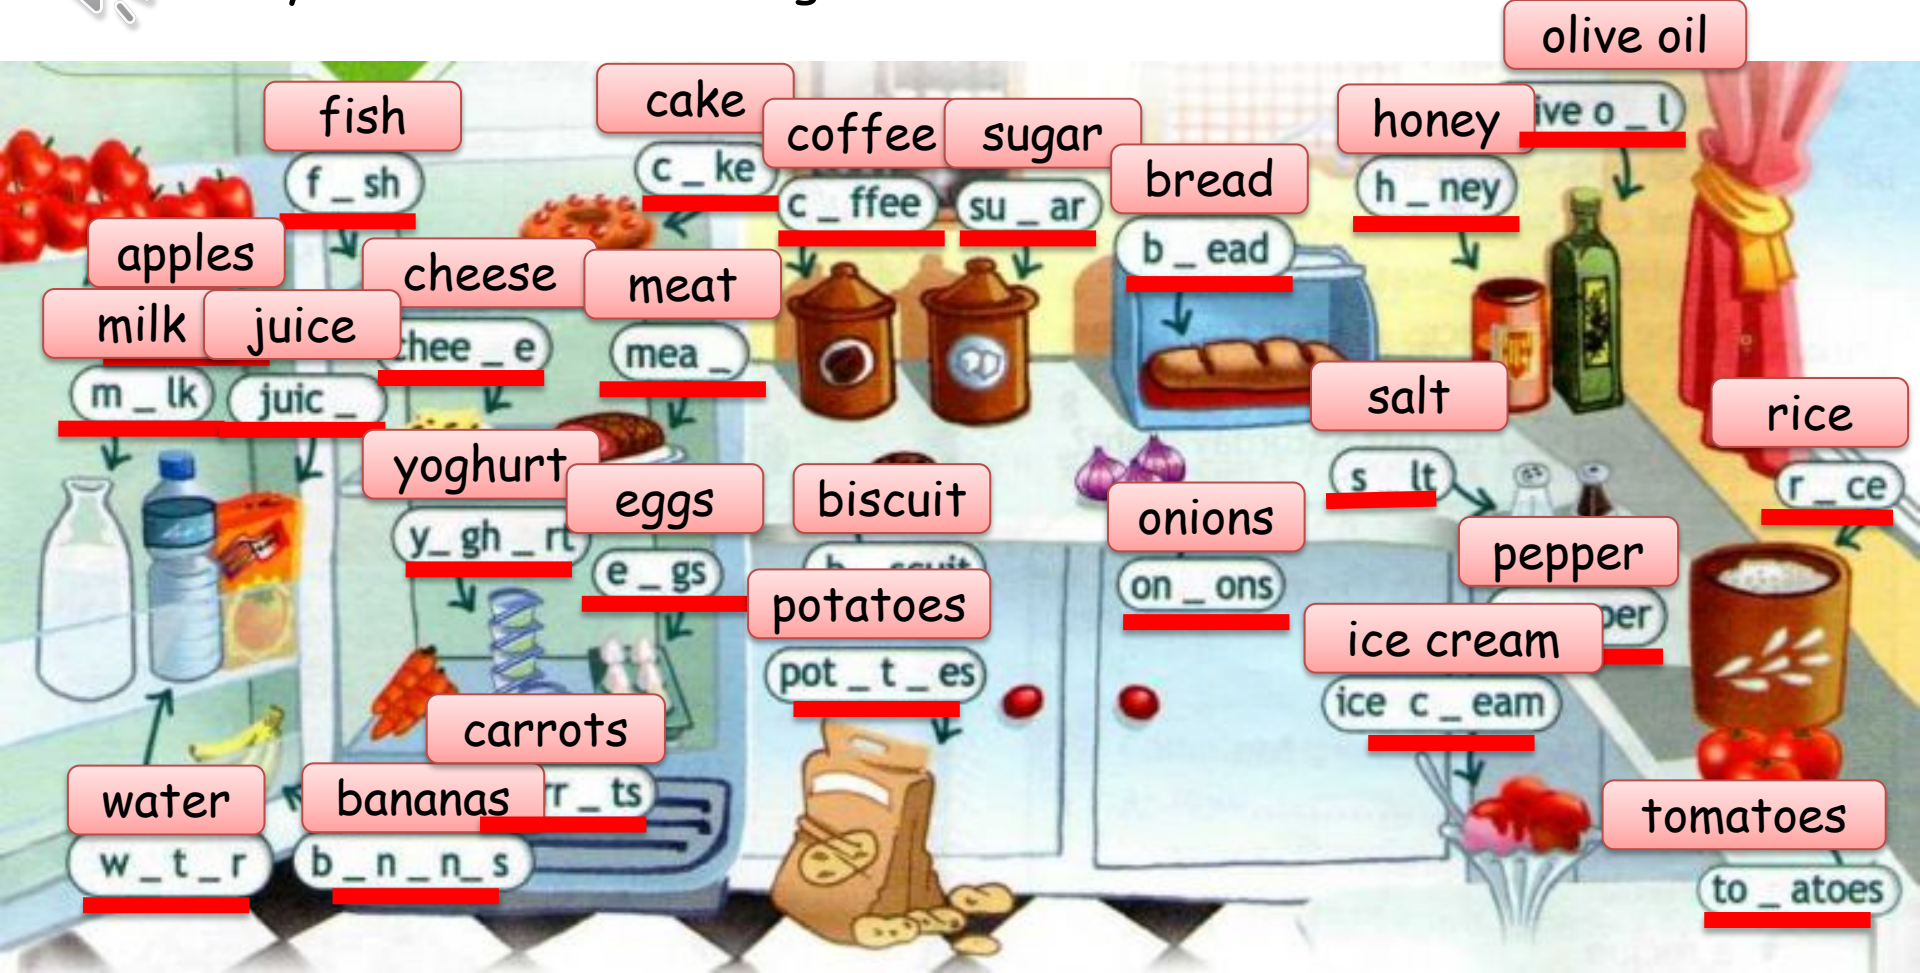 olive oil
ive o _ l
fish
f _ sh
cake
c _ ke
coffee
c _ ffee
sugar
su _ ar
bread
b _ ead
honey
h _ ney
apples
cheese
chee _ e
meat
mea _
milk
m _ lk
juice
juic _
salt
s _ lt
rice
r _ ce
yoghurt
y_ gh _ rt
eggs
e _ gs
biscuit
onions
on _ ons
pepper
per
potatoes
pot _ t _ es
ice cream
ice c _ eam
carrots
rr _ ts
water
w _ t _ r
bananas
b _ n _ n_ s
tomatoes
to _ atoes